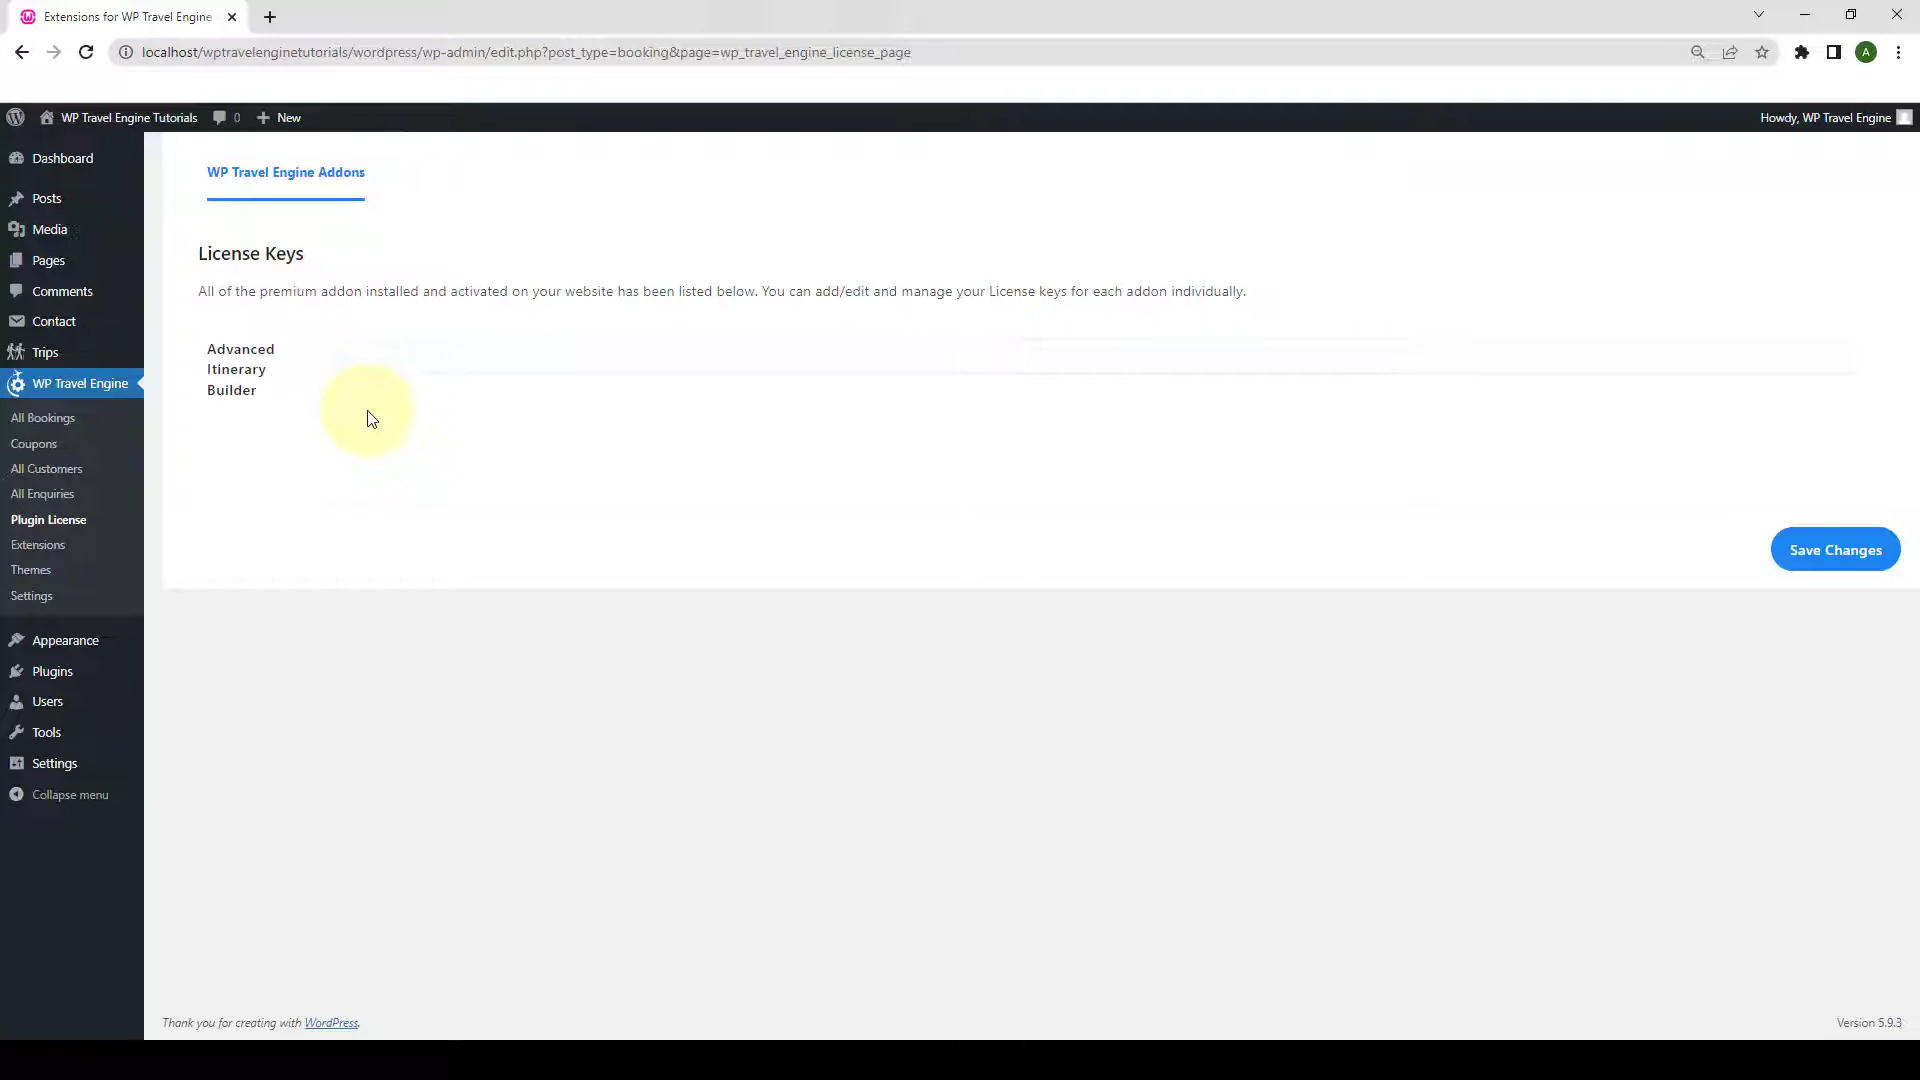 Extensions for WP Travel Engine
localhost/wptravelenginetutorials/wordpress/wp-admin/edit.php?post_type=booking&page=wp_travel_engine_license_page
A
WP Travel Engine Tutorials
0
New
Howdy, WP Travel Engine
Dashboard
Posts
Media
Pages
Comments
Contact
Trips
WP Travel Engine
All Bookings
Coupons
All Customers
All Enquiries
Plugin License
Extensions
Themes
Settings
Appearance
Plugins
Users
Tools
Settings
Collapse menu
WP Travel Engine Addons
License Keys
All of the premium addon installed and activated on your website has been listed below. You can add/edit and manage your License keys for each addon individually.
Advanced
Itinerary
Builder
Save Changes
Thank you for creating with WordPress.
Version 5.9.3